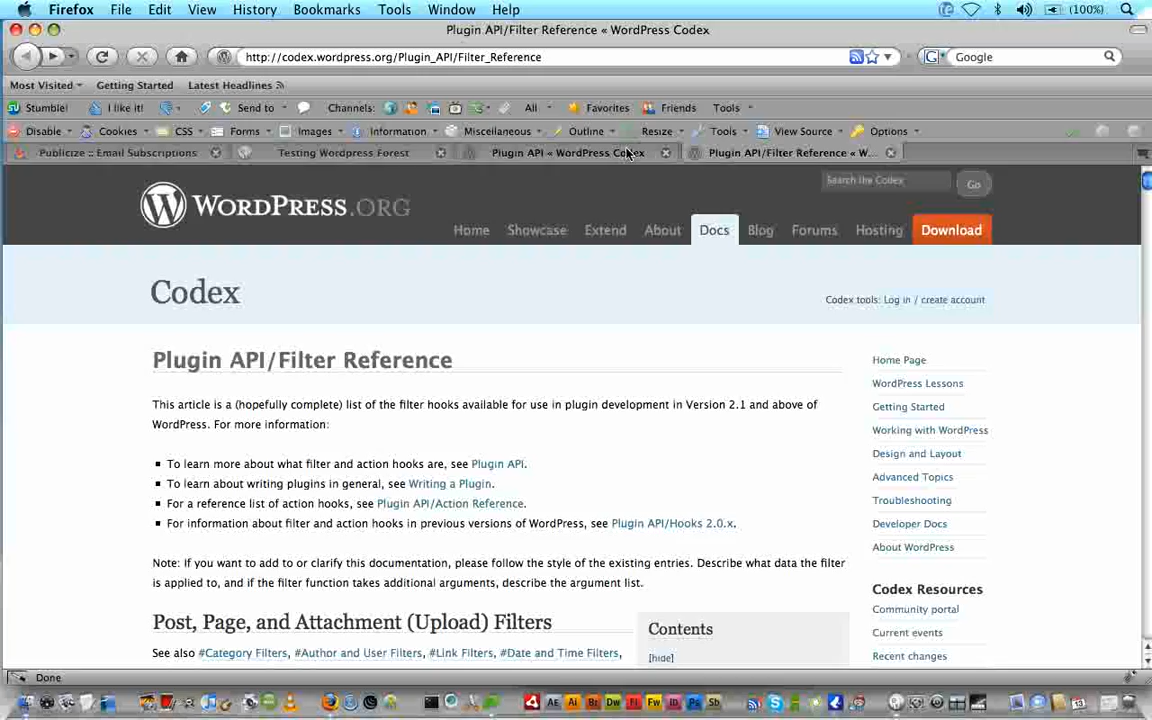 Firefox File Edit View History Bookmarks Tools Window Help (100%)
Plugin API/Filter Reference « WordPress Codex
http://codex.wordpress.org/Plugin_API/Filter_Reference Google
Most Visited Getting Started Latest Headlines
Stumble! I like it! Send to Channels: All Favorites Friends Tools
Disable Cookies CSS Forms Images Information Miscellaneous Outline Resize Tools View Source Options
Publicize :: Email Subscriptions Testing Wordpress Forest Plugin API « WordPress Codex Plugin API/Filter Reference « W...
WORDPRESS.ORG
Search the Codex Go
Home Showcase Extend About Docs Blog Forums Hosting Download
Codex
Codex tools: Log in / create account
Plugin API/Filter Reference
This article is a (hopefully complete) list of the filter hooks available for use in plugin development in Version 2.1 and above of
WordPress. For more information:
To learn more about what filter and action hooks are, see Plugin API.
To learn about writing plugins in general, see Writing a Plugin.
For a reference list of action hooks, see Plugin API/Action Reference.
For information about filter and action hooks in previous versions of WordPress, see Plugin API/Hooks 2.0.x.
Note: If you want to add to or clarify this documentation, please follow the style of the existing entries. Describe what data the filter
is applied to, and if the filter function takes additional arguments, describe the argument list.
Post, Page, and Attachment (Upload) Filters
See also #Category Filters, #Author and User Filters, #Link Filters, #Date and Time Filters,
Contents
[hide]
Home Page
WordPress Lessons
Getting Started
Working with WordPress
Design and Layout
Advanced Topics
Troubleshooting
Developer Docs
About WordPress
Codex Resources
Community portal
Current events
Recent changes
Done
AE Ai Br Dw Fl Fw Id Ps Sb